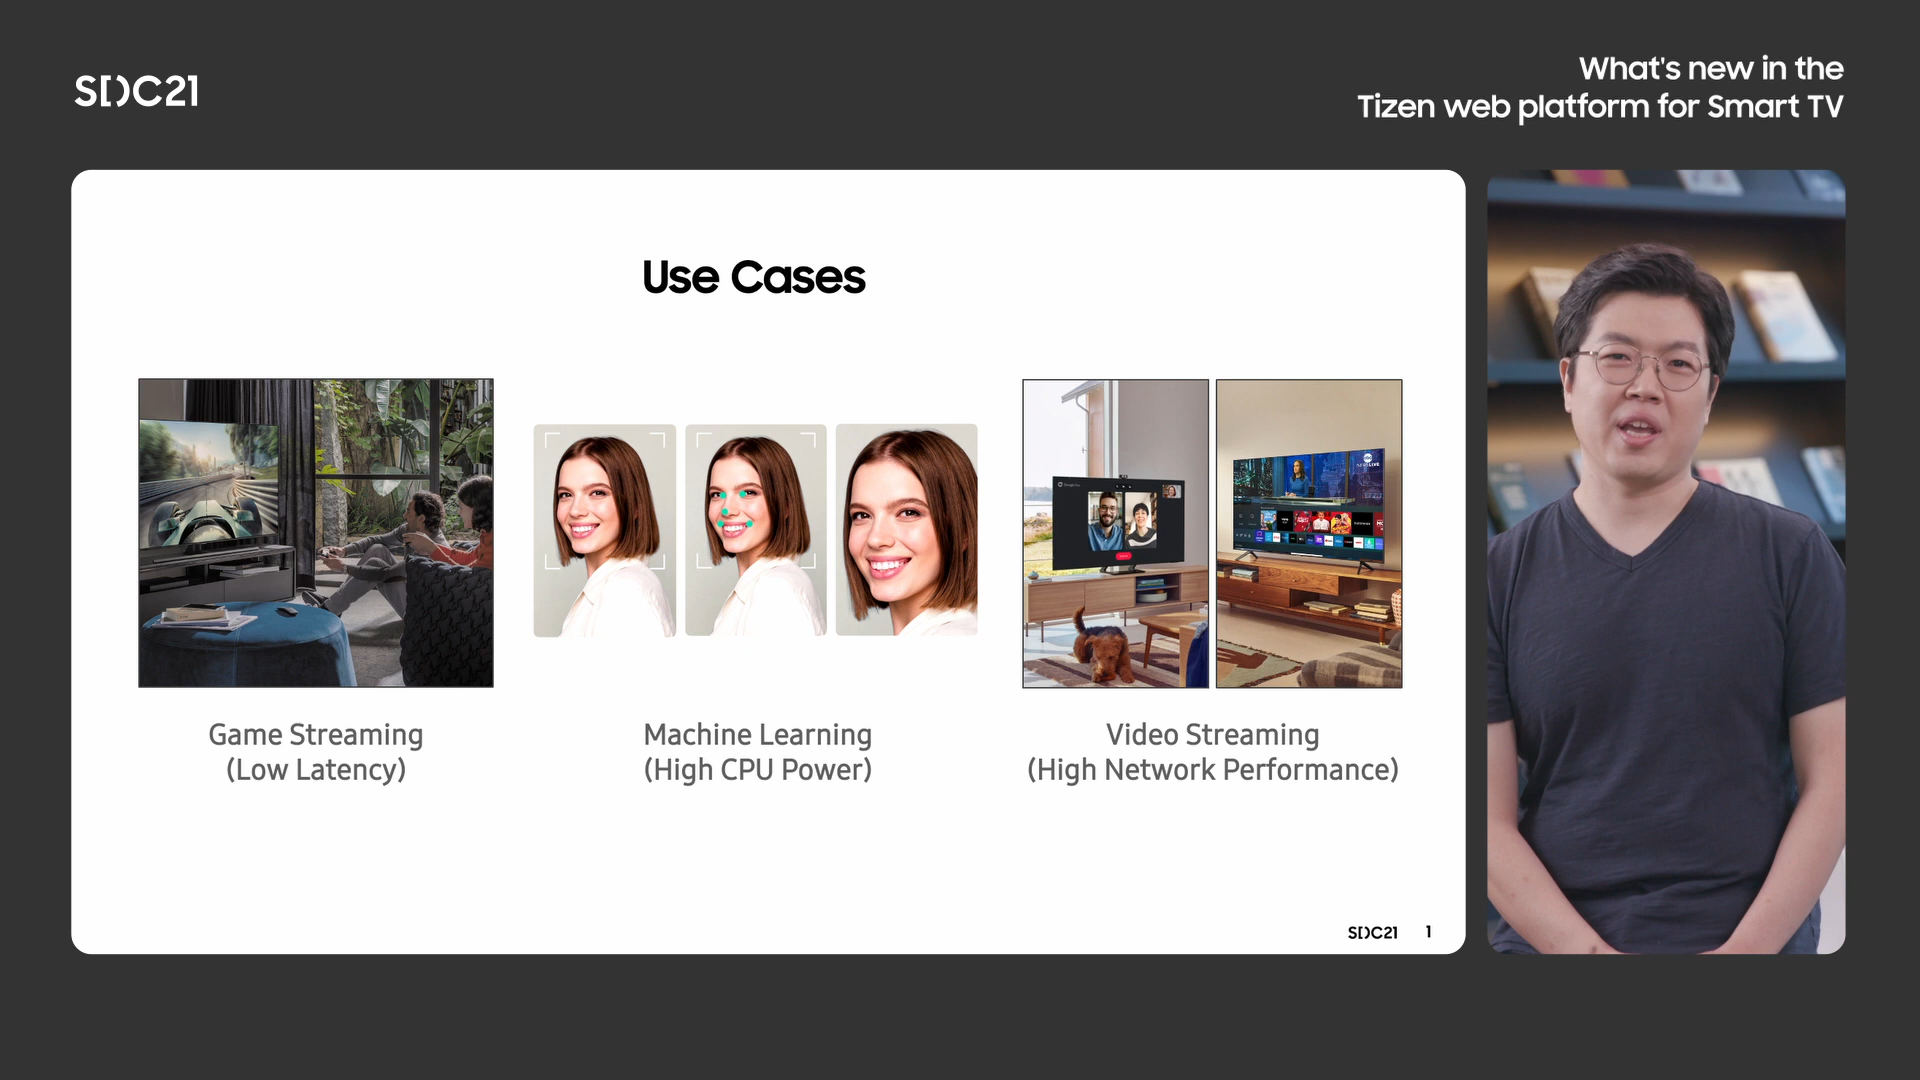 SDC21
What's new in the
Tizen web platform for Smart TV
Use Cases
Game Streaming
(Low Latency)
Machine Learning
(High CPU Power)
Video Streaming
(High Network Performance)
SDC21 1